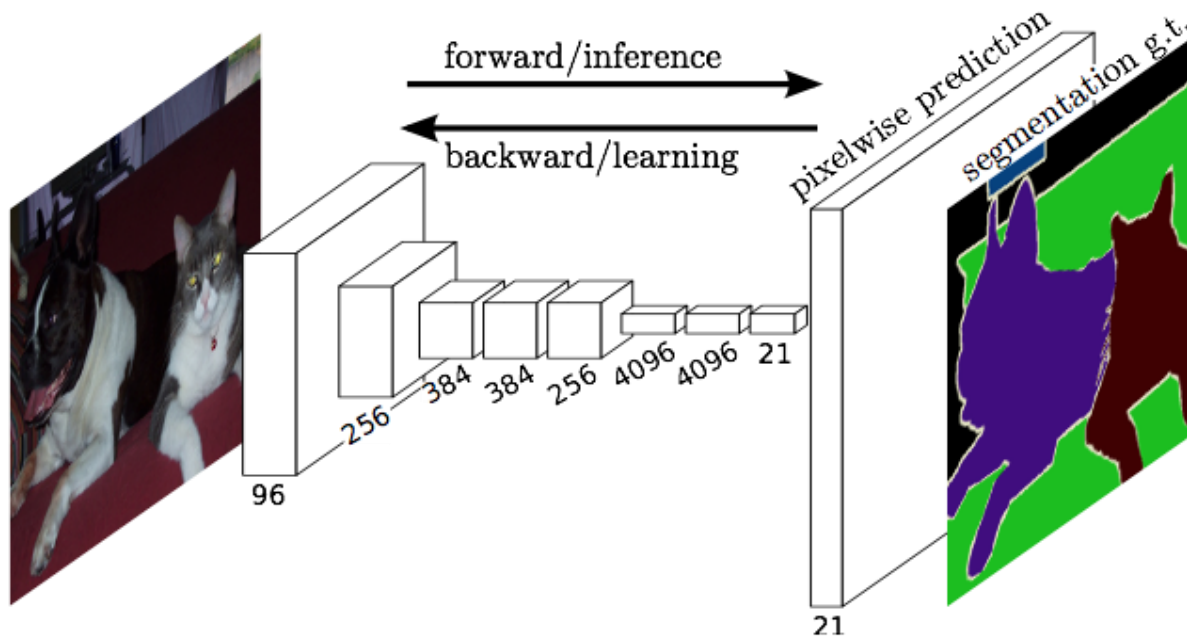 forward/inference
backward/learning
pixelwise prediction
segmentation g.t.
96
256
384
384
256
4096
4096
21
21